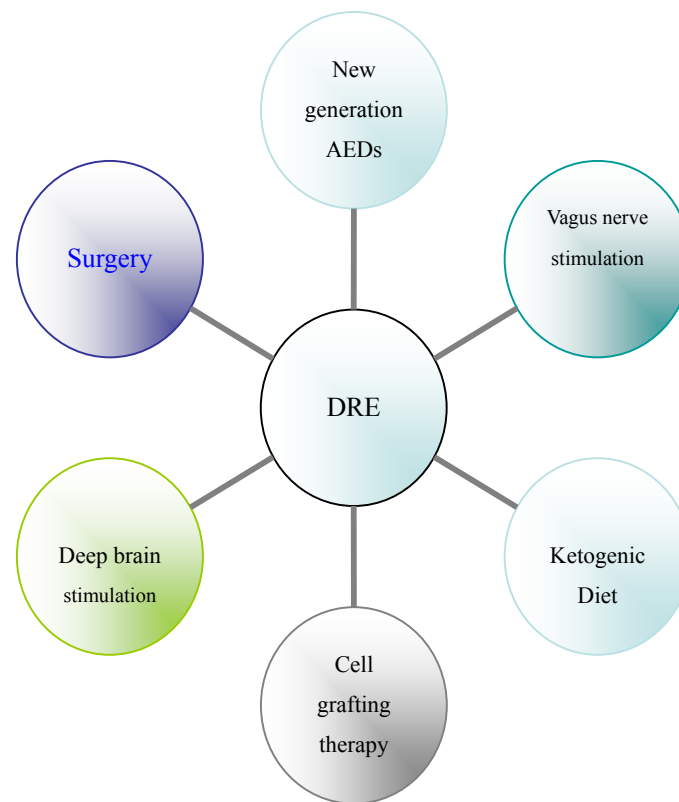 New
generation
AEDs
Vagus nerve
stimulation
Surgery
DRE
Deep brain
stimulation
Ketogenic
Diet
Cell
grafting
therapy